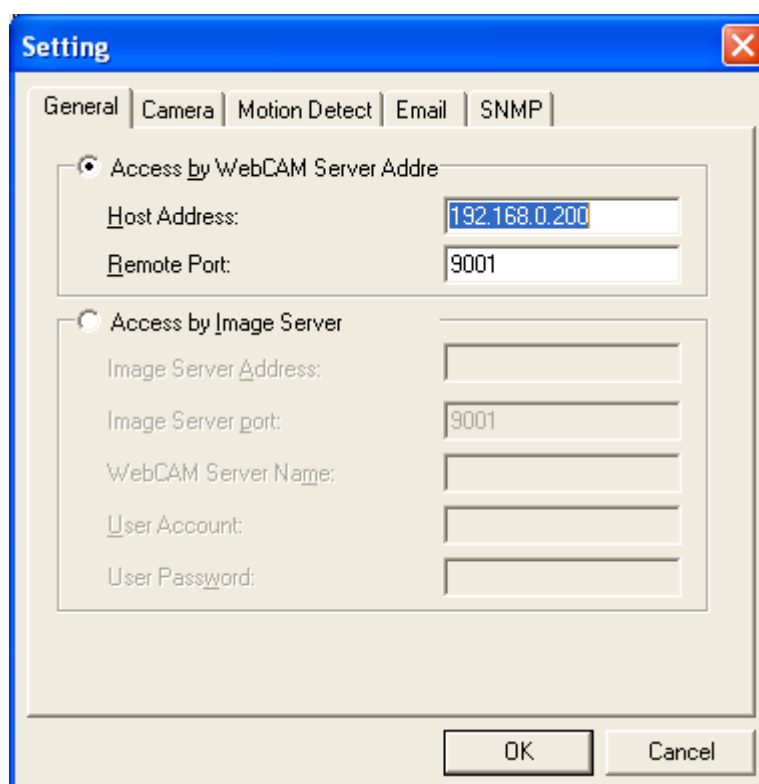 Setting
General Camera Motion Detect Email SNMP
Access by WebCAM Server Addre
Host Address: 192.168.0.200
Remote Port: 9001
Access by Image Server
Image Server Address:
Image Server port: 9001
WebCAM Server Name:
User Account:
User Password:
OK Cancel